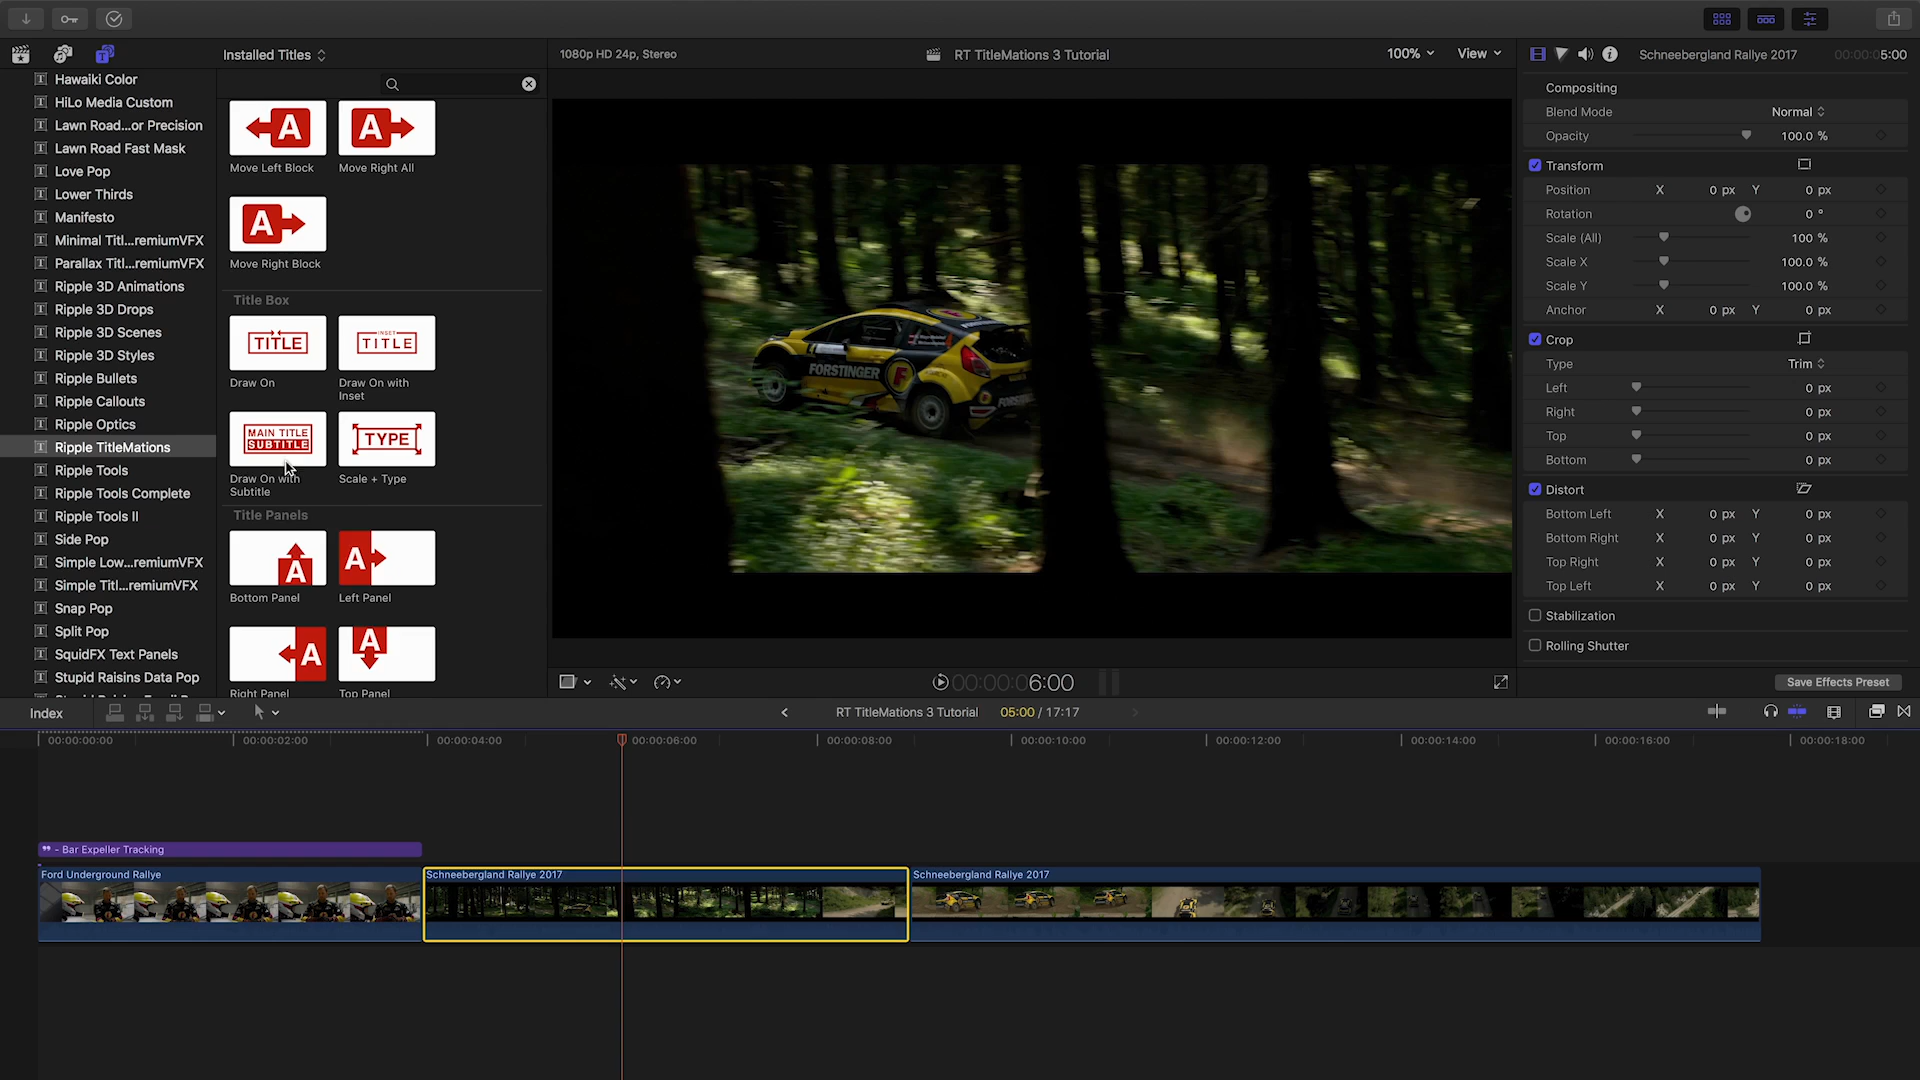 Installed Titles
1080p HD 24p, Stereo
RT TitleMations 3 Tutorial
100%
View
Schneebergland Rallye 2017
00:00:05:00
Hawaiki Color
HiLo Media Custom
Lawn Road...or Precision
Lawn Road Fast Mask
Love Pop
Lower Thirds
Manifesto
Minimal Titl...remiumVFX
Parallax Titl...remiumVFX
Ripple 3D Animations
Ripple 3D Drops
Ripple 3D Scenes
Ripple 3D Styles
Ripple Bullets
Ripple Callouts
Ripple Optics
Ripple TitleMations
Ripple Tools
Ripple Tools Complete
Ripple Tools II
Side Pop
Simple Low...remiumVFX
Simple Titl...remiumVFX
Snap Pop
Split Pop
SquidFX Text Panels
Stupid Raisins Data Pop
A
A
Move Left Block
Move Right All
A
Move Right Block
Title Box
TITLE
INSET
TITLE
Draw On
Draw On with
Inset
MAIN TITLE
SUBTITLE
TYPE
Draw On with
Subtitle
Scale + Type
Title Panels
A
A
Bottom Panel
Left Panel
A
A
Right Panel
Top Panel
FORSTINGER
F
Compositing
Blend Mode
Normal
Opacity
100.0 %
Transform
Position X 0 px Y 0 px
Rotation 0 °
Scale (All) 100 %
Scale X 100.0 %
Scale Y 100.0 %
Anchor X 0 px Y 0 px
Crop
Type Trim
Left 0 px
Right 0 px
Top 0 px
Bottom 0 px
Distort
Bottom Left X 0 px Y 0 px
Bottom Right X 0 px Y 0 px
Top Right X 0 px Y 0 px
Top Left X 0 px Y 0 px
Stabilization
Rolling Shutter
Save Effects Preset
00:00:06:00
Index
RT TitleMations 3 Tutorial
05:00 / 17:17
00:00:00:00
00:00:02:00
00:00:04:00
00:00:06:00
00:00:08:00
00:00:10:00
00:00:12:00
00:00:14:00
00:00:16:00
00:00:18:00
- Bar Expeller Tracking
Ford Underground Rallye
Schneebergland Rallye 2017
Schneebergland Rallye 2017